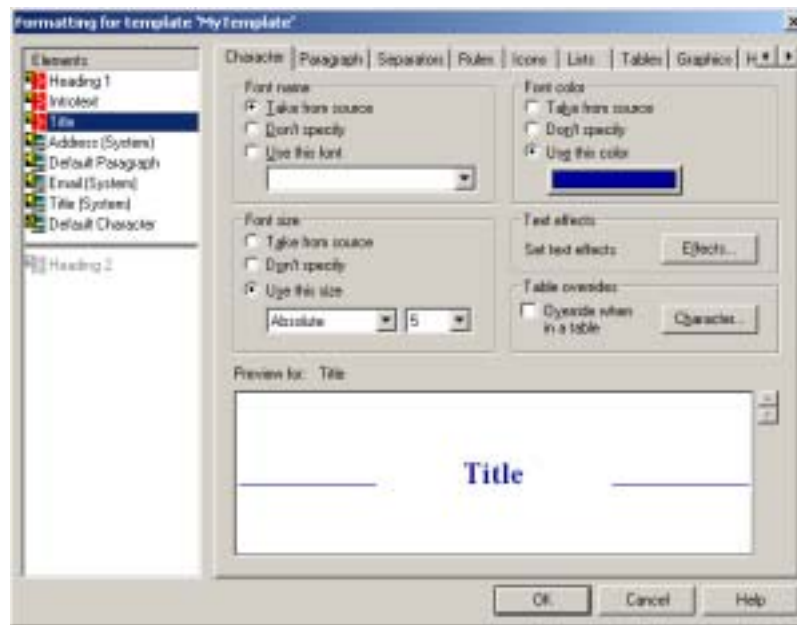 Formatting for template 'MyTemplate'
Elements
Heading 1
Introtext
Title
Address (System)
Default Paragraph
Email (System)
Title (System)
Default Character
Heading 2
Character Paragraph Separators Rules Icons Lists Tables Graphics H
Font name
Take from source
Don't specify
Use this font
Font color
Take from source
Don't specify
Use this color
Font size
Take from source
Don't specify
Use this size
Absolute 5
Text effects
Set text effects Effects...
Table overrides
Override when
in a table
Character...
Preview for: Title
Title
OK Cancel Help